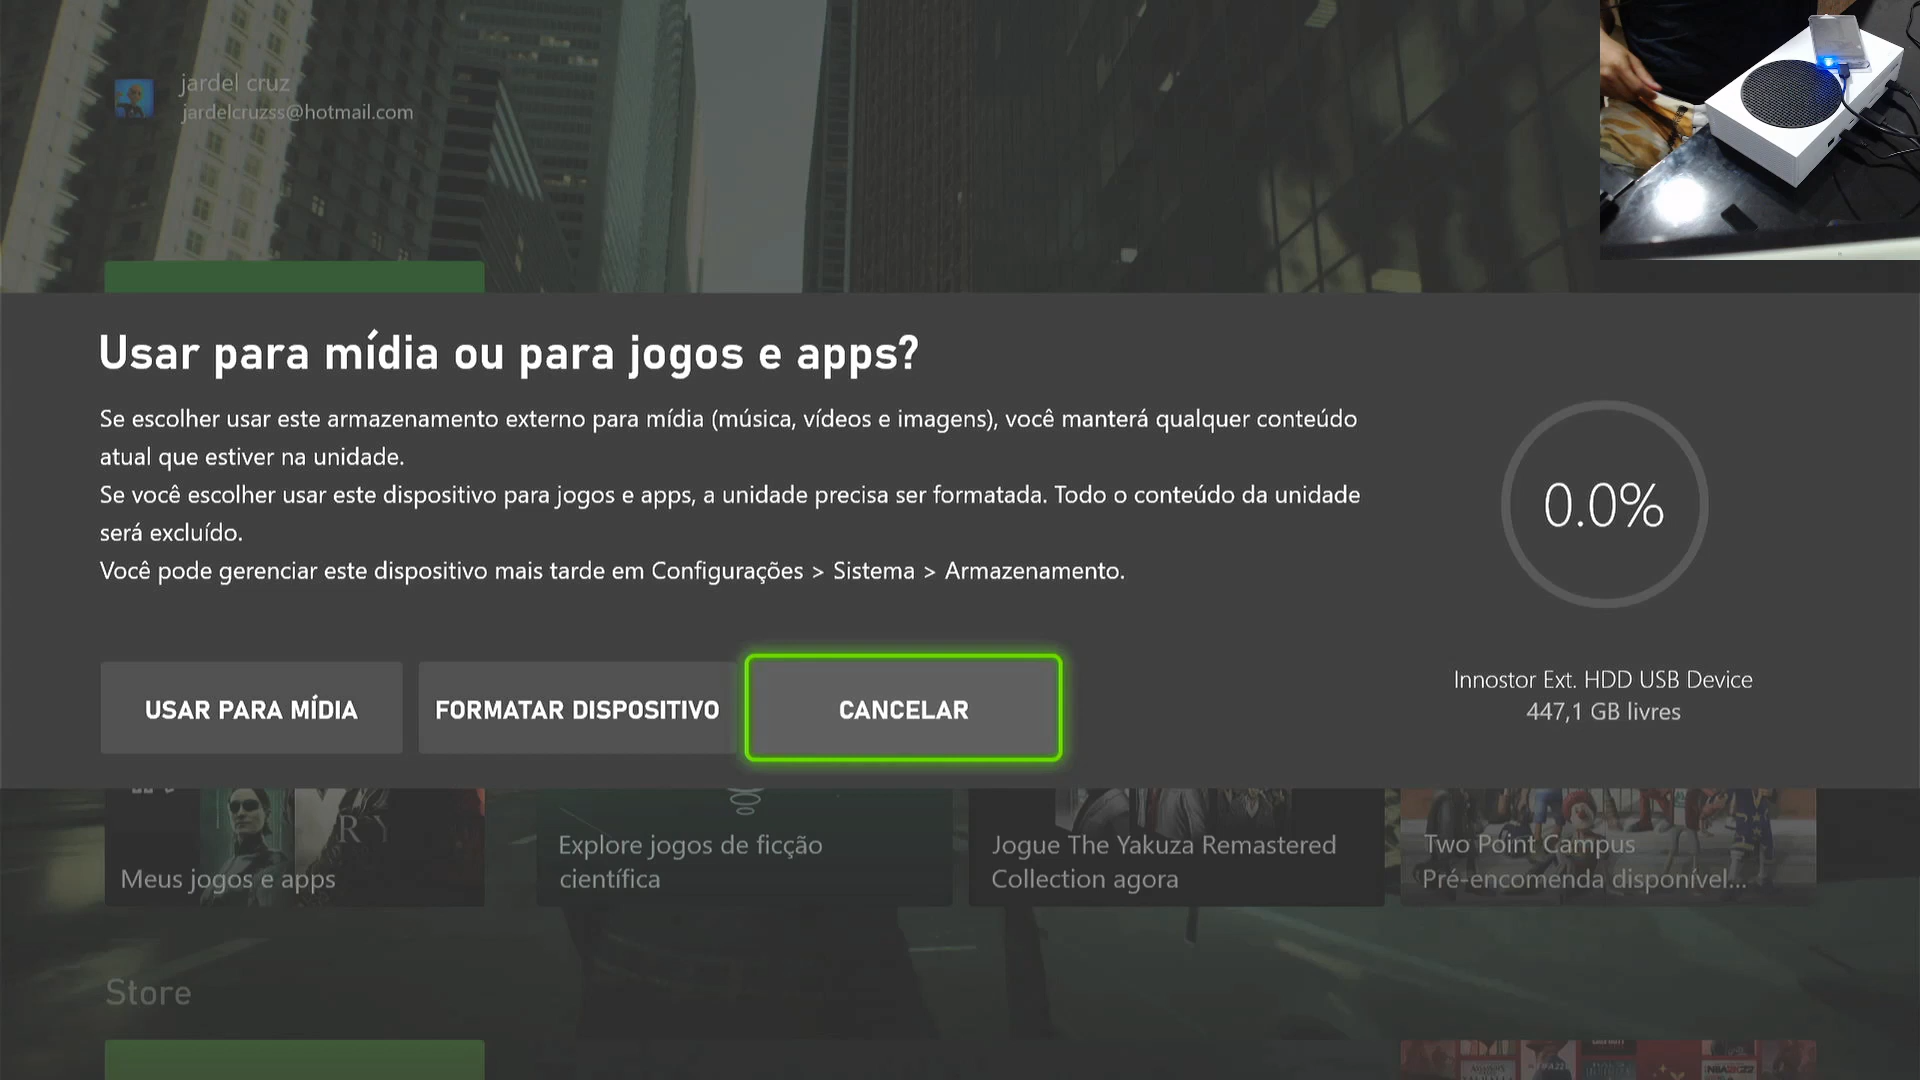 jardel cruz
jardelcruzss@hotmail.com
Usar para mídia ou para jogos e apps?
Se escolher usar este armazenamento externo para mídia (música, vídeos e imagens), você manterá qualquer conteúdo
atual que estiver na unidade.
Se você escolher usar este dispositivo para jogos e apps, a unidade precisa ser formatada. Todo o conteúdo da unidade
será excluído.
Você pode gerenciar este dispositivo mais tarde em Configurações > Sistema > Armazenamento.
0.0%
Innostor Ext. HDD USB Device
447,1 GB livres
USAR PARA MÍDIA
FORMATAR DISPOSITIVO
CANCELAR
Meus jogos e apps
Explore jogos de ficção
científica
Jogue The Yakuza Remastered
Collection agora
Two Point Campus
Pré-encomenda disponível...
Store